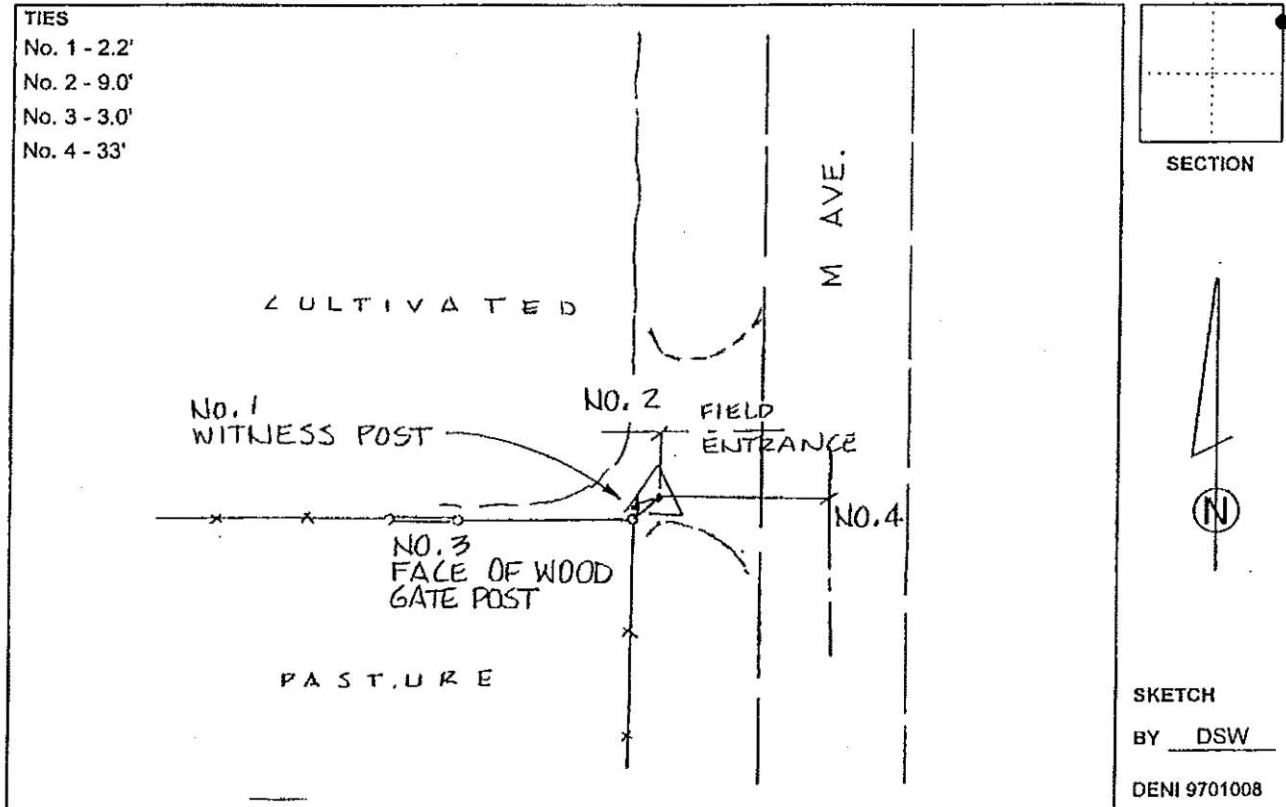 TIES
No. 1 - 2.2'
No. 2 - 9.0'
No. 3 - 3.0'
No. 4 - 33'
SECTION
M AVE.
CULTIVATED
No. 1
WITNESS POST
NO. 2
FIELD
ENTRANCE
NO. 4
NO. 3
FACE OF WOOD
GATE POST
N
PAST.URE
SKETCH
BY DSW
DENI 9701008